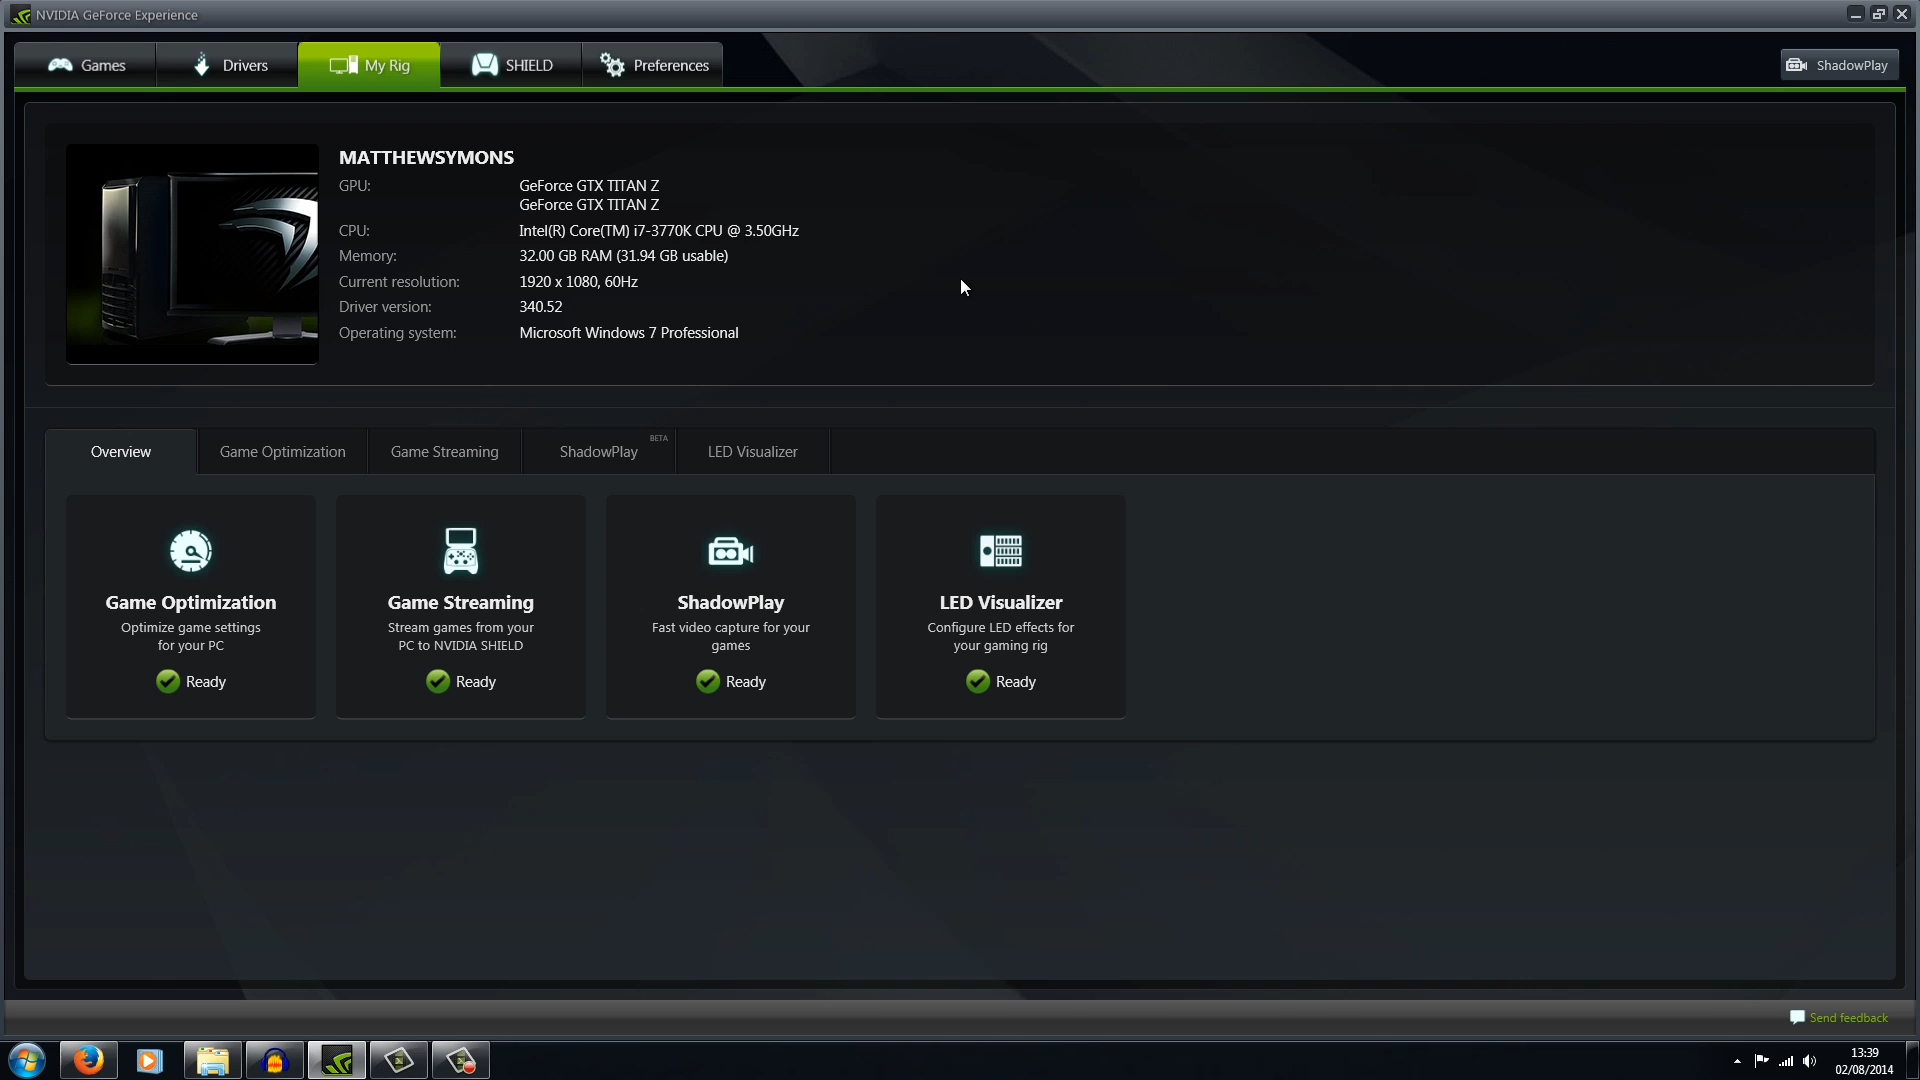 NVIDIA GeForce Experience
Games
Drivers
My Rig
SHIELD
Preferences
ShadowPlay
MATTHEWSYMONS
GPU: GeForce GTX TITAN Z
GeForce GTX TITAN Z
CPU: Intel(R) Core(TM) i7-3770K CPU @ 3.50GHz
Memory: 32.00 GB RAM (31.94 GB usable)
Current resolution: 1920 x 1080, 60Hz
Driver version: 340.52
Operating system: Microsoft Windows 7 Professional
Overview
Game Optimization
Game Streaming
ShadowPlay
BETA
LED Visualizer
Game Optimization
Optimize game settings
for your PC
Ready
Game Streaming
Stream games from your
PC to NVIDIA SHIELD
Ready
ShadowPlay
Fast video capture for your
games
Ready
LED Visualizer
Configure LED effects for
your gaming rig
Ready
Send feedback
13:39
02/08/2014